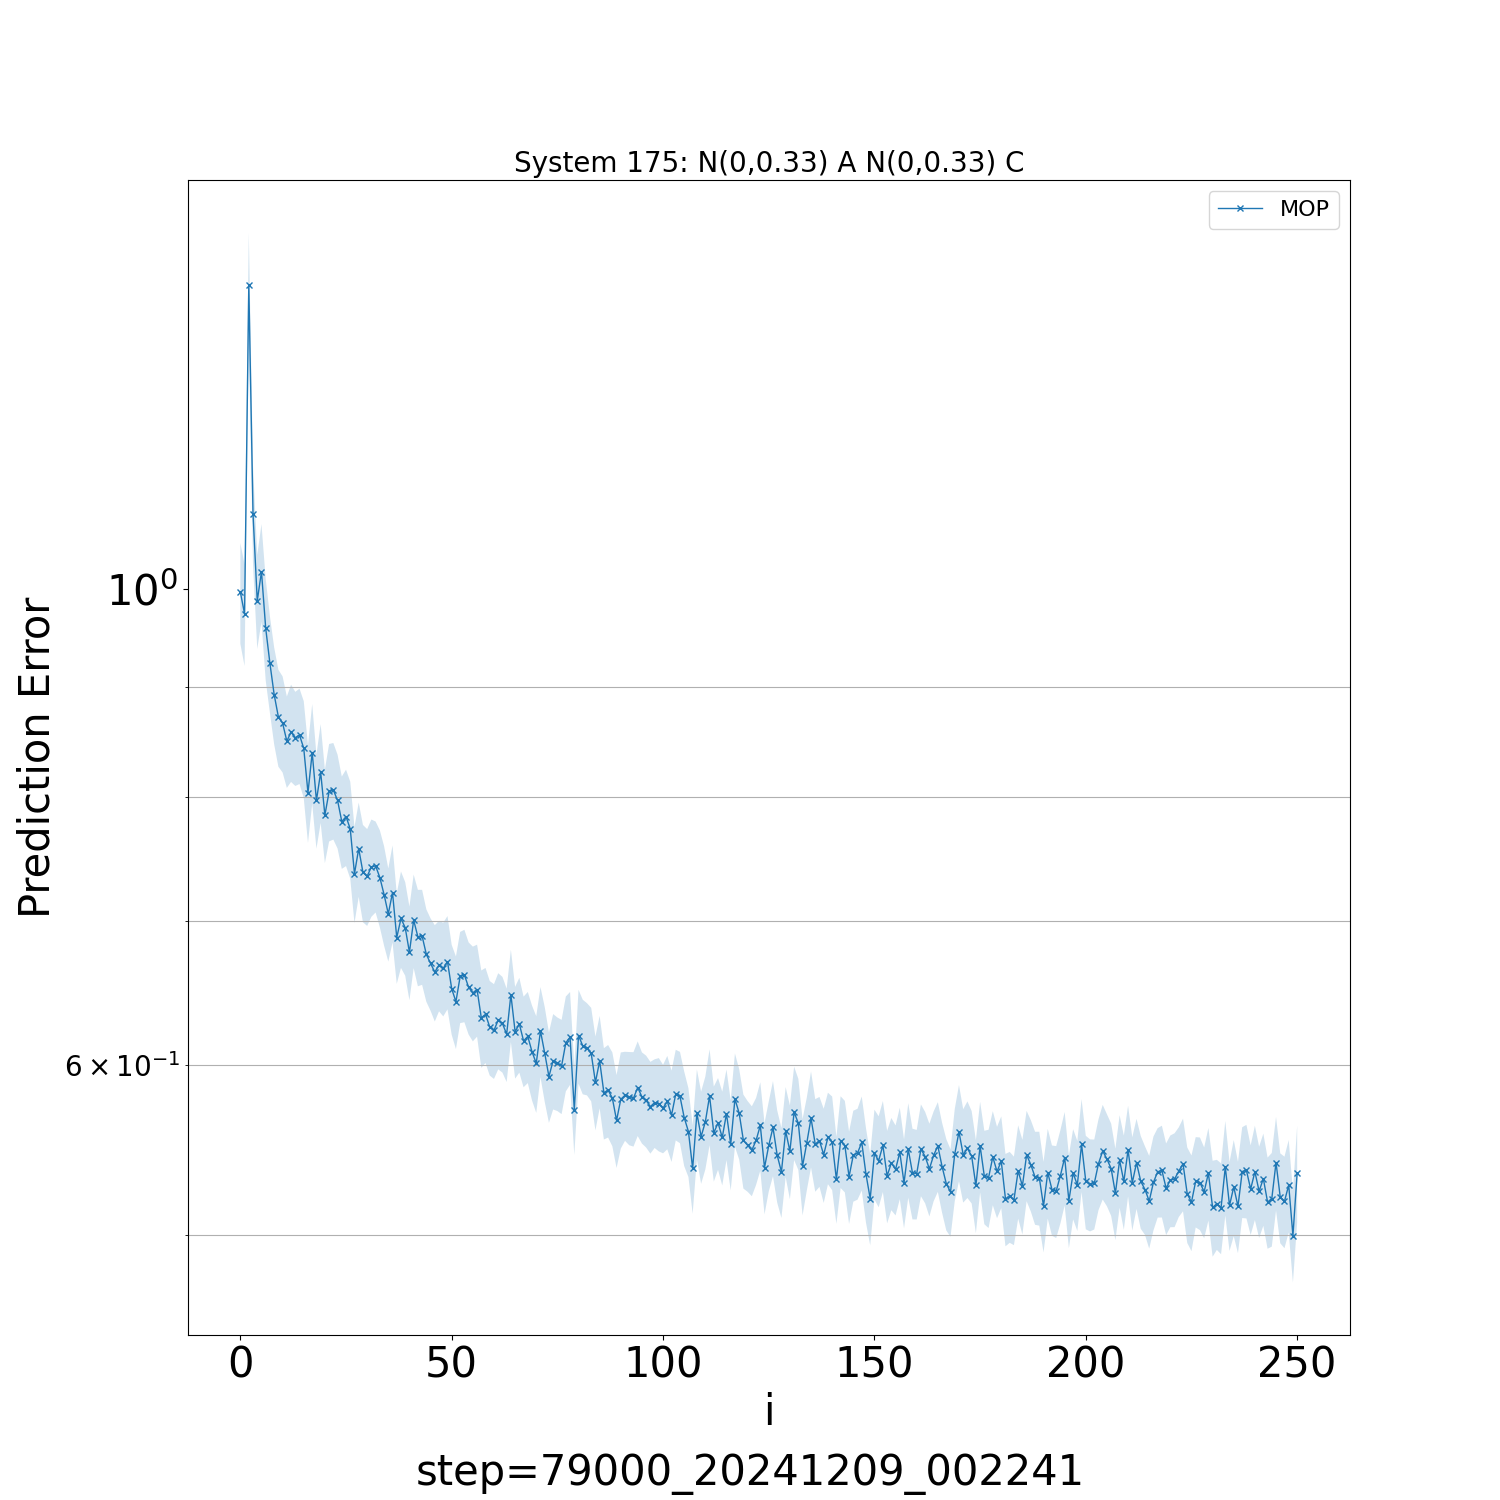 System 175: N(0,0.33) A N(0,0.33) C
MOP
10⁰
6 × 10⁻¹
Prediction Error
0 50 100 150 200 250
i
step=79000_20241209_002241